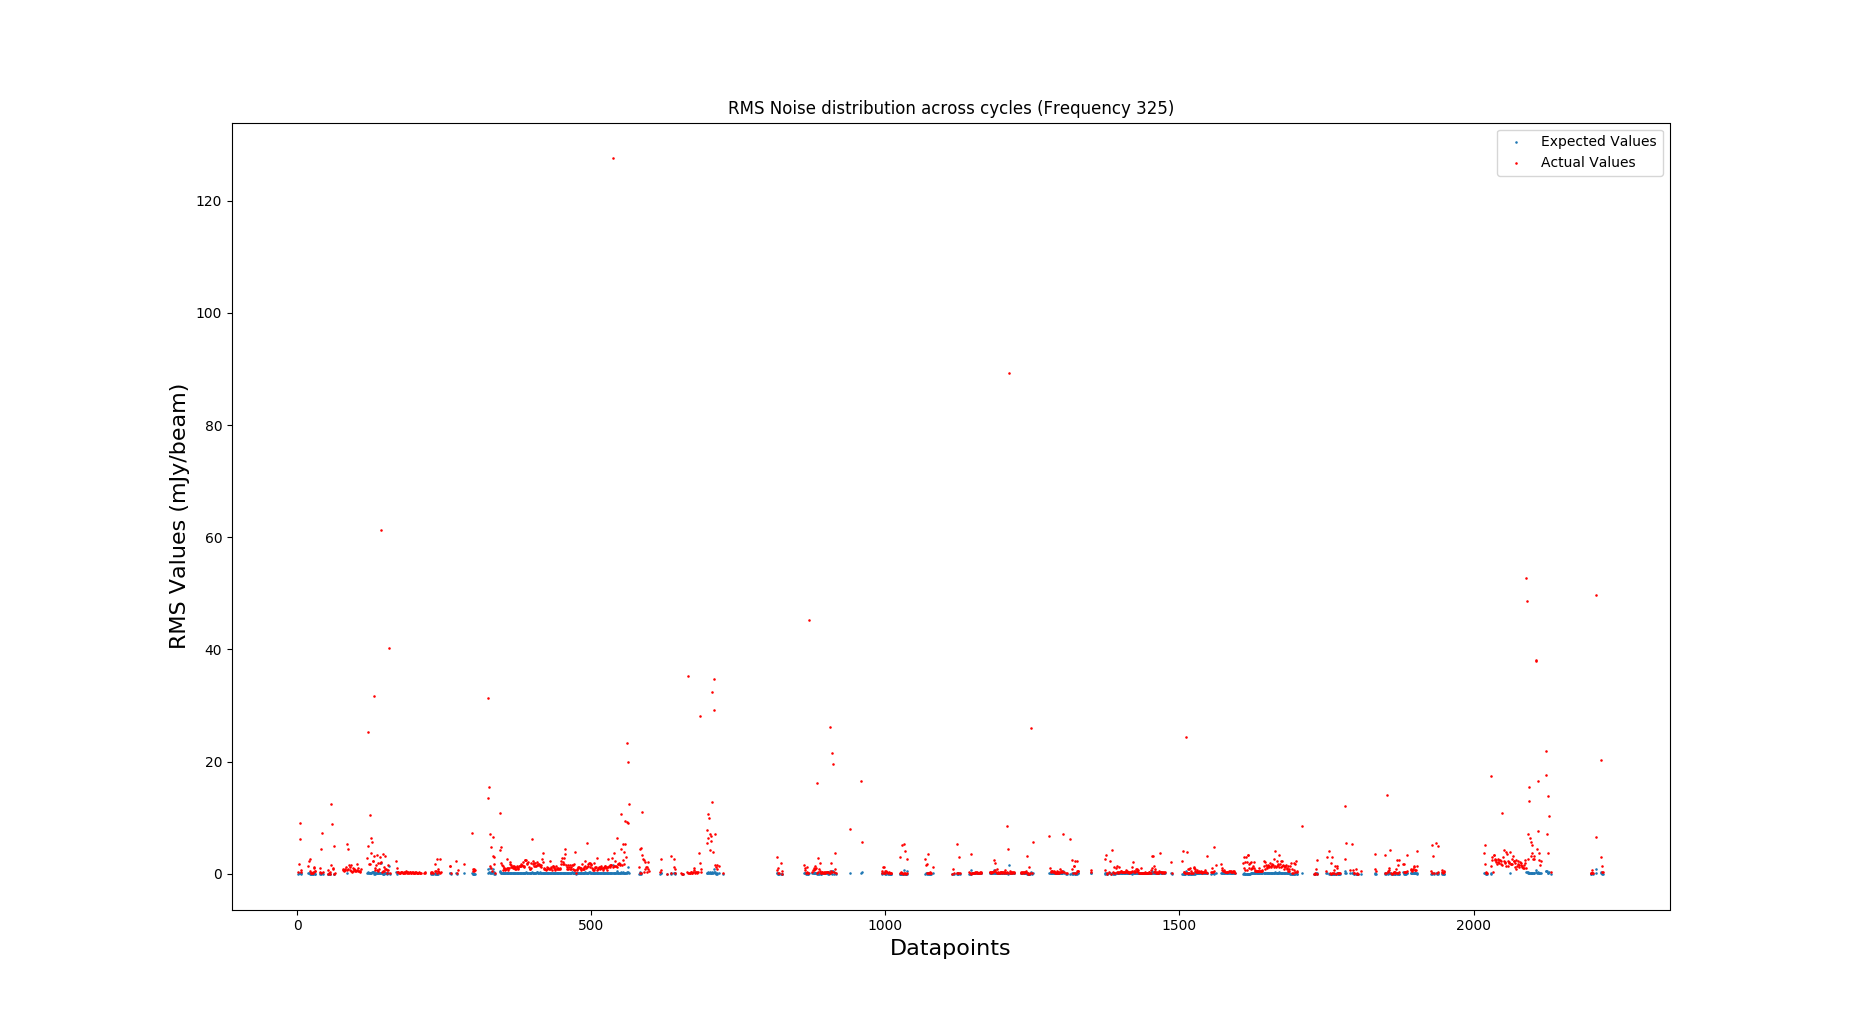 RMS Noise distribution across cycles (Frequency 325)
Expected Values
Actual Values
RMS Values (mJy/beam)
120
100
80
60
40
20
0
0 500 1000 1500 2000
Datapoints